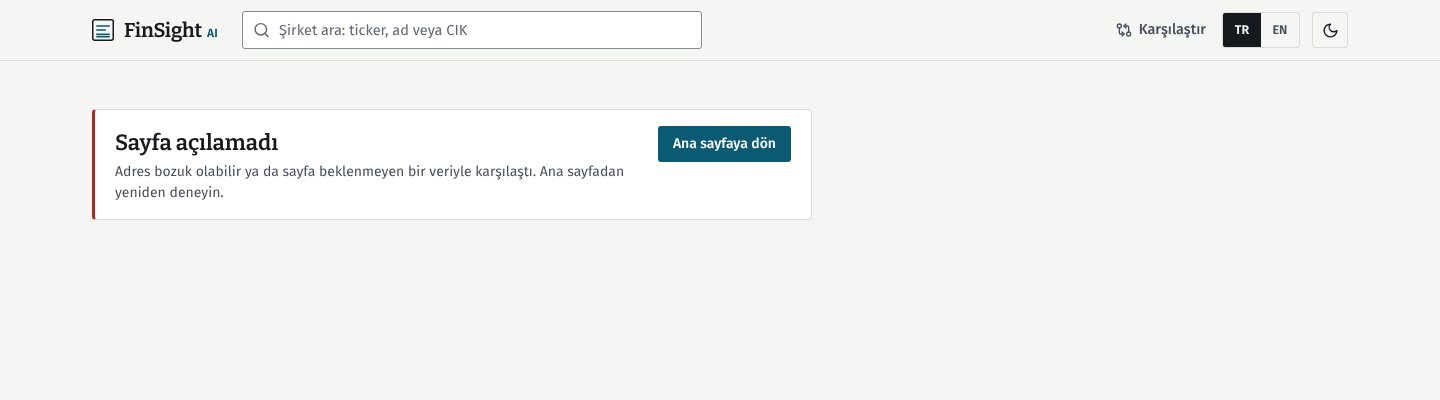 FinSight AI
Şirket ara: ticker, ad veya CIK
Karşılaştır
TR
EN
Sayfa açılamadı
Ana sayfaya dön
Adres bozuk olabilir ya da sayfa beklenmeyen bir veriyle karşılaştı. Ana sayfadan
yeniden deneyin.